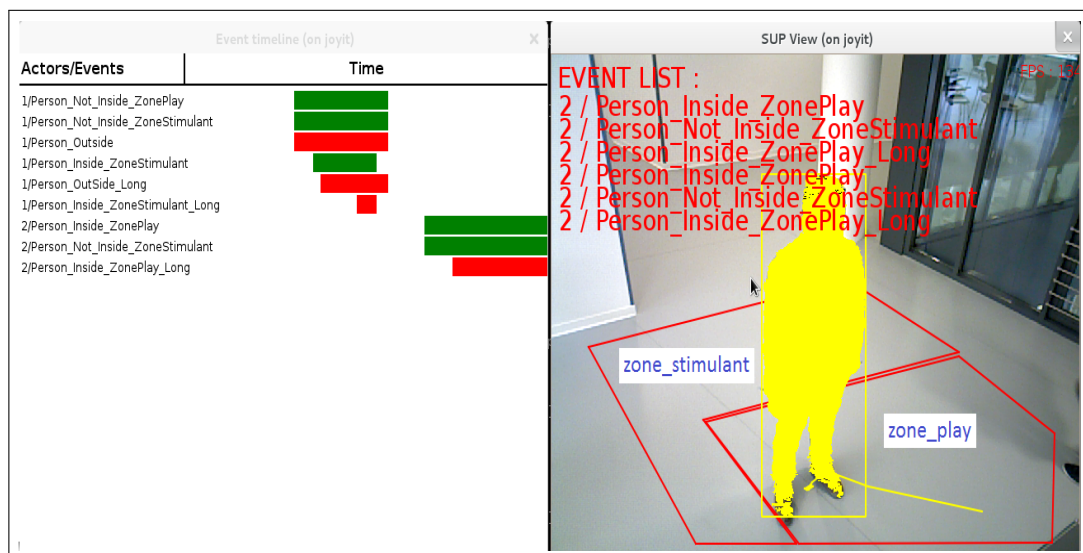 Event timeline (on joyit)
x
Actors/Events
Time
1/Person_Not_Inside_ZonePlay
1/Person_Not_Inside_ZoneStimulant
1/Person_Outside
1/Person_Inside_ZoneStimulant
1/Person_OutSide_Long
1/Person_Inside_ZoneStimulant_Long
2/Person_Inside_ZonePlay
2/Person_Not_Inside_ZoneStimulant
2/Person_Inside_ZonePlay_Long
SUP View (on joyit)
x
EVENT LIST :
2 / Person_Inside_ZonePlay
2 / Person_Not_Inside_ZoneStimulant
2 / Person_Inside_ZonePlay_Long
2 / Person_Inside_ZonePlay
2 / Person_Not_Inside_ZoneStimulant
2 / Person_Inside_ZonePlay_Long
FPS :
zone_stimulant
zone_play